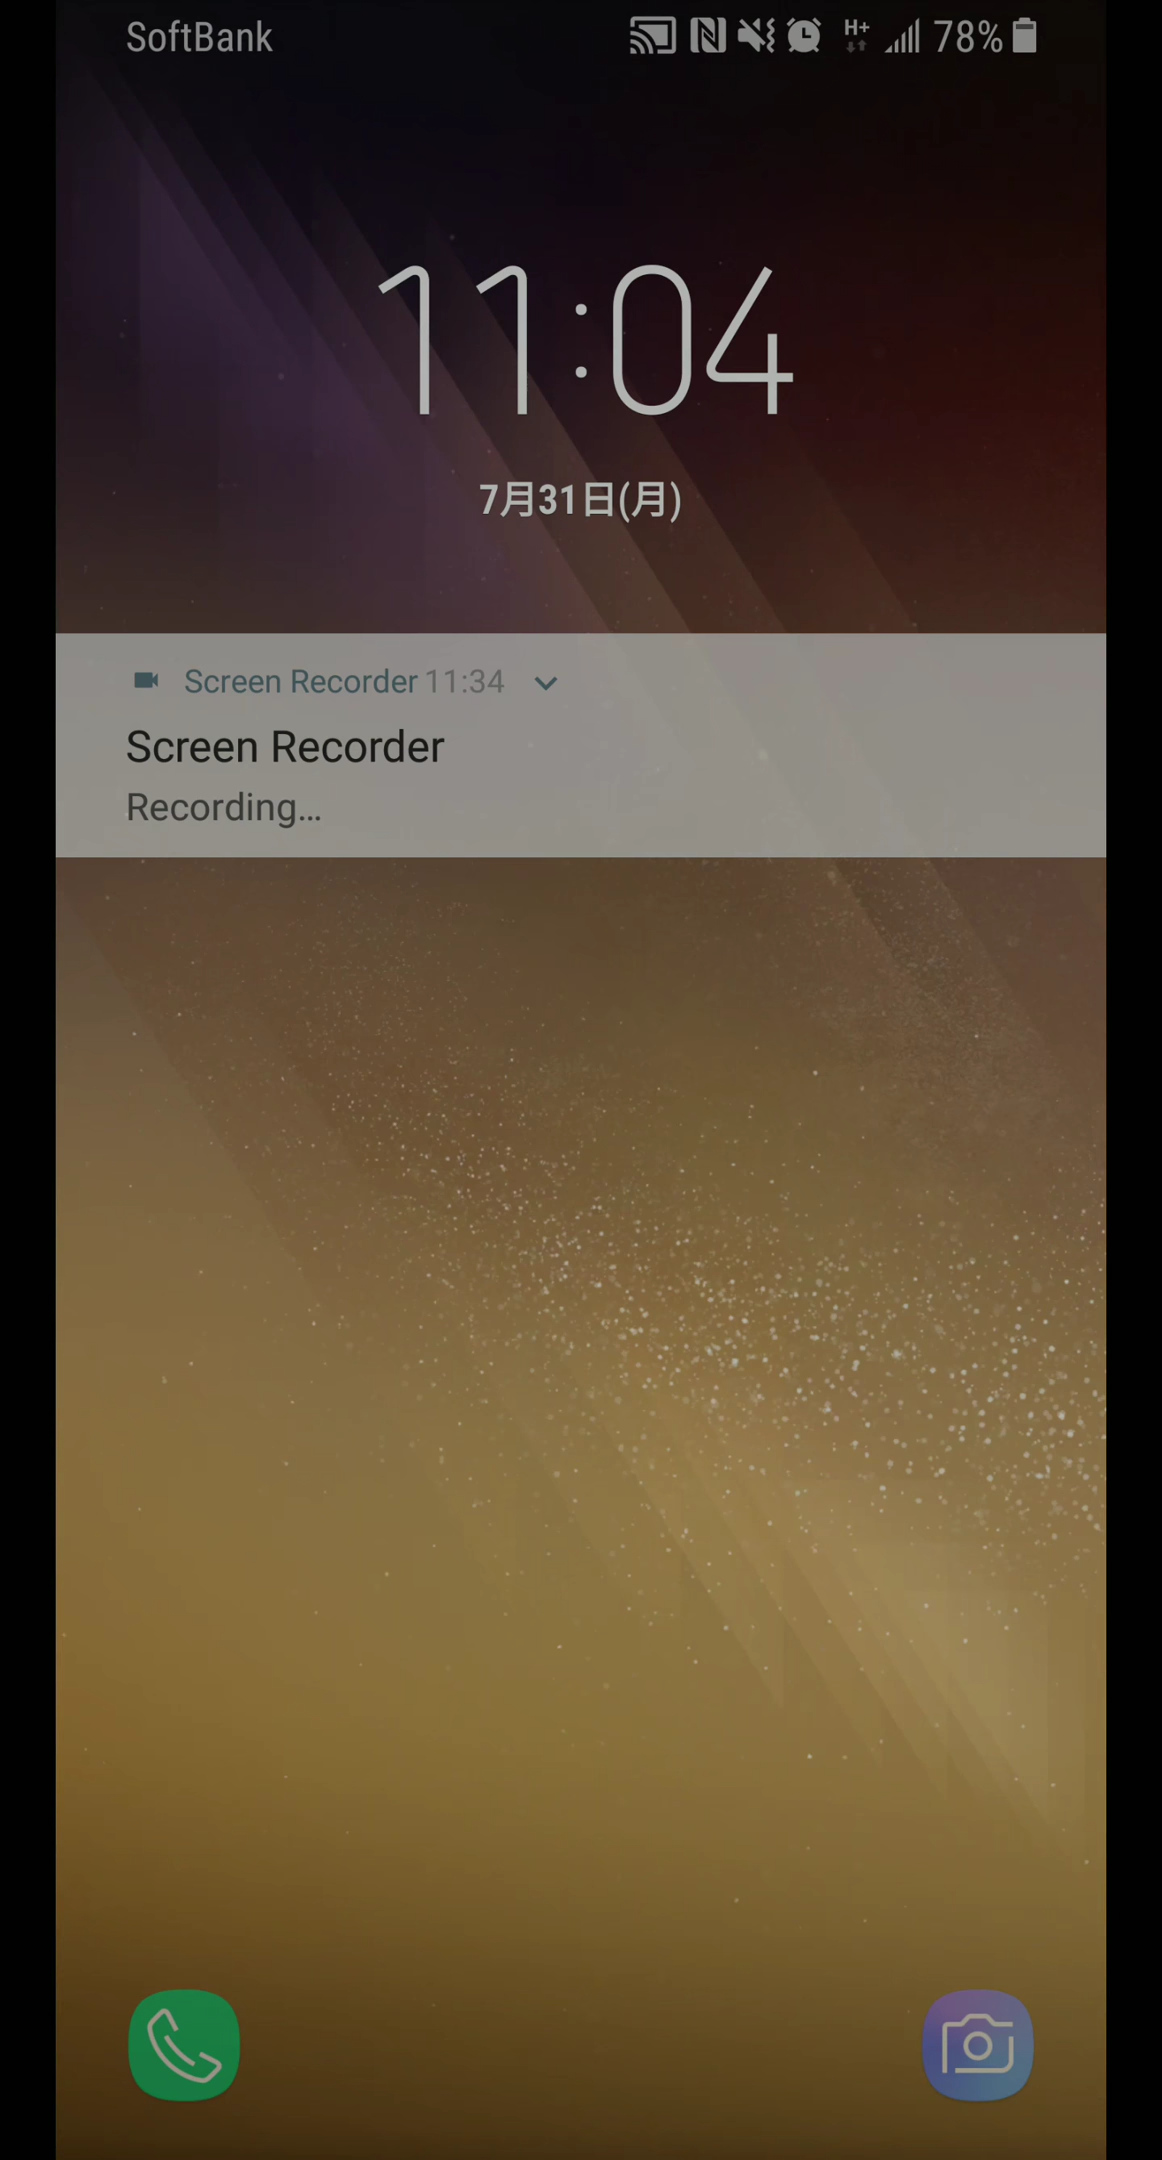 SoftBank H+ 78%
11:04
7月31日(月)
Screen Recorder 11:34
Screen Recorder
Recording...